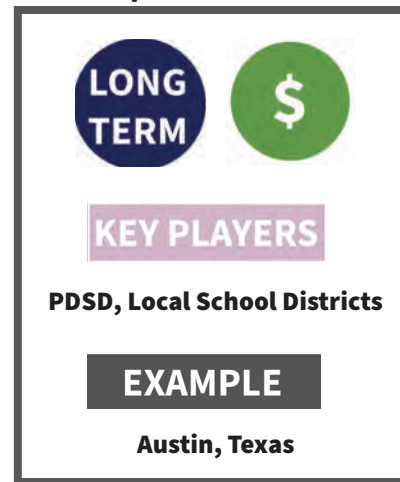 LONG
TERM
$
KEY PLAYERS
PDSD, Local School Districts
EXAMPLE
Austin, Texas